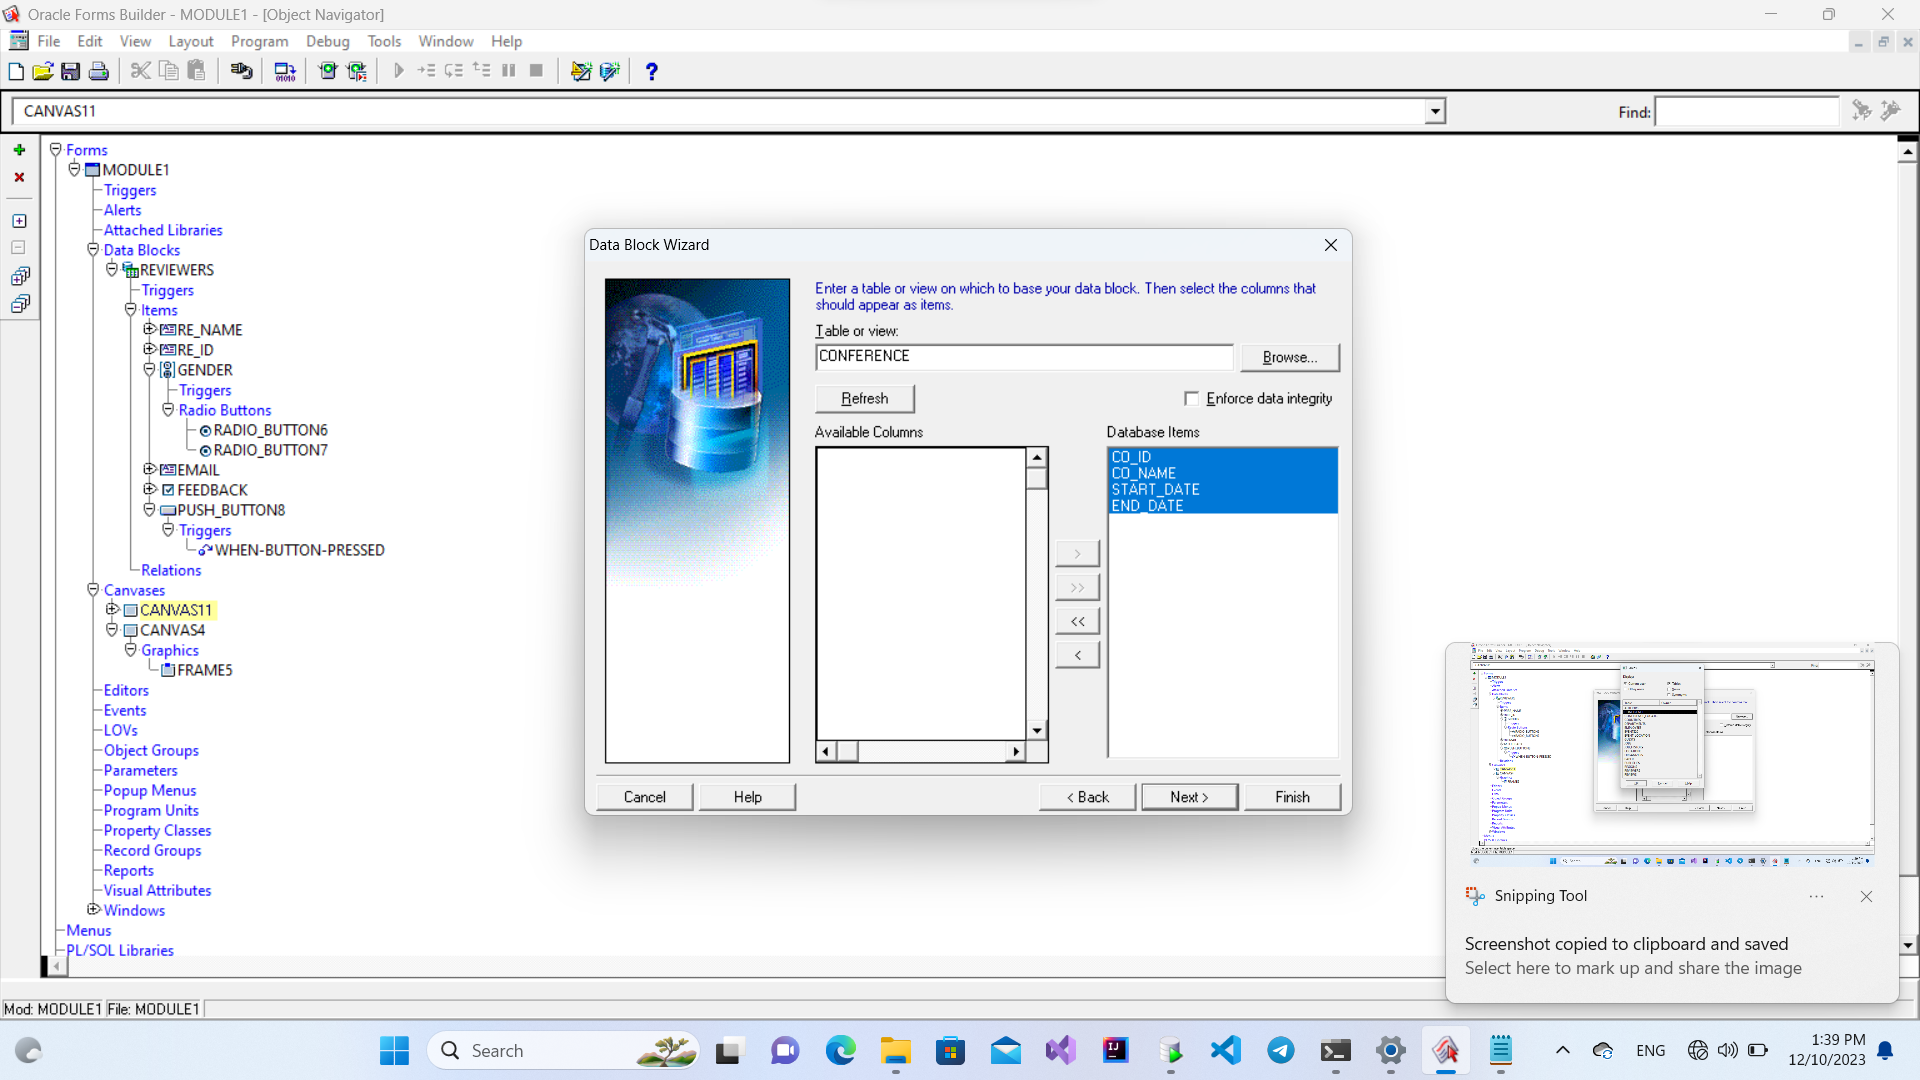 Oracle Forms Builder - MODULE1 - [Object Navigator]
File Edit View Layout Program Debug Tools Window Help
CANVAS11
Find:
Forms
MODULE1
Triggers
Alerts
Attached Libraries
Data Blocks
REVIEWERS
Triggers
Items
RE_NAME
RE_ID
GENDER
Triggers
Radio Buttons
RADIO_BUTTON6
RADIO_BUTTON7
EMAIL
FEEDBACK
PUSH_BUTTON8
Triggers
WHEN-BUTTON-PRESSED
Relations
Canvases
CANVAS11
CANVAS4
Graphics
FRAME5
Editors
Events
LOVs
Object Groups
Parameters
Popup Menus
Program Units
Property Classes
Record Groups
Reports
Visual Attributes
Windows
Menus
PL/SQL Libraries
Data Block Wizard
Enter a table or view on which to base your data block. Then select the columns that
should appear as items.
Table or view:
CONFERENCE
Browse...
Refresh
Enforce data integrity
Available Columns
Database Items
CO_ID
CO_NAME
START_DATE
END_DATE
>
>>
<<
<
Cancel
Help
< Back
Next >
Finish
Snipping Tool
Screenshot copied to clipboard and saved
Select here to mark up and share the image
Mod: MODULE1 File: MODULE1
Search
ENG
1:39 PM
12/10/2023